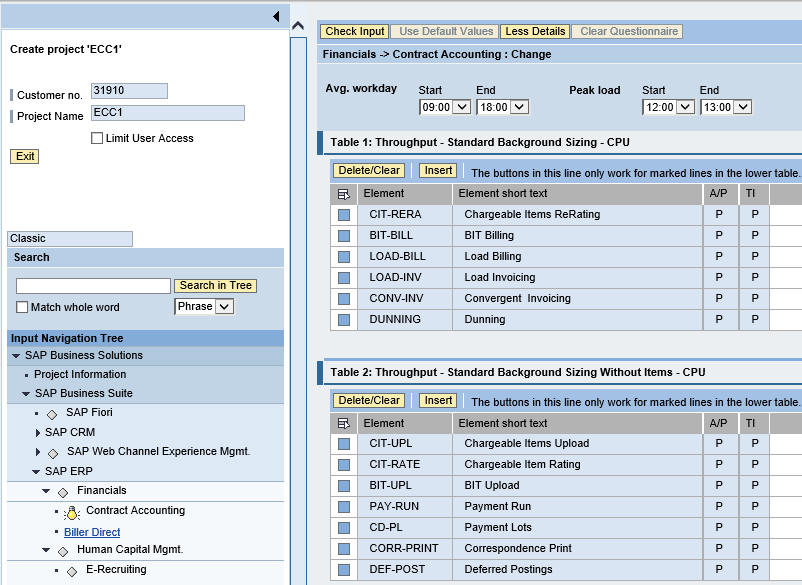 Create project 'ECC1'
Customer no. 31910
Project Name ECC1
Limit User Access
Exit
Classic
Search
Search in Tree
Match whole word Phrase
Input Navigation Tree
SAP Business Solutions
Project Information
SAP Business Suite
SAP Fiori
SAP CRM
SAP Web Channel Experience Mgmt.
SAP ERP
Financials
Contract Accounting
Biller Direct
Human Capital Mgmt.
E-Recruiting
Check Input Use Default Values Less Details Clear Questionnaire
Financials -> Contract Accounting : Change
Avg. workday Start End Peak load Start End
09:00 18:00 12:00 13:00
Table 1: Throughput - Standard Background Sizing - CPU
Delete/Clear Insert The buttons in this line only work for marked lines in the lower table.
Element Element short text A/P TI
CIT-RERA Chargeable Items ReRating P P
BIT-BILL BIT Billing P P
LOAD-BILL Load Billing P P
LOAD-INV Load Invoicing P P
CONV-INV Convergent Invoicing P P
DUNNING Dunning P P
Table 2: Throughput - Standard Background Sizing Without Items - CPU
Delete/Clear Insert The buttons in this line only work for marked lines in the lower table.
Element Element short text A/P TI
CIT-UPL Chargeable Items Upload P P
CIT-RATE Chargeable Item Rating P P
BIT-UPL BIT Upload P P
PAY-RUN Payment Run P P
CD-PL Payment Lots P P
CORR-PRINT Correspondence Print P P
DEF-POST Deferred Postings P P